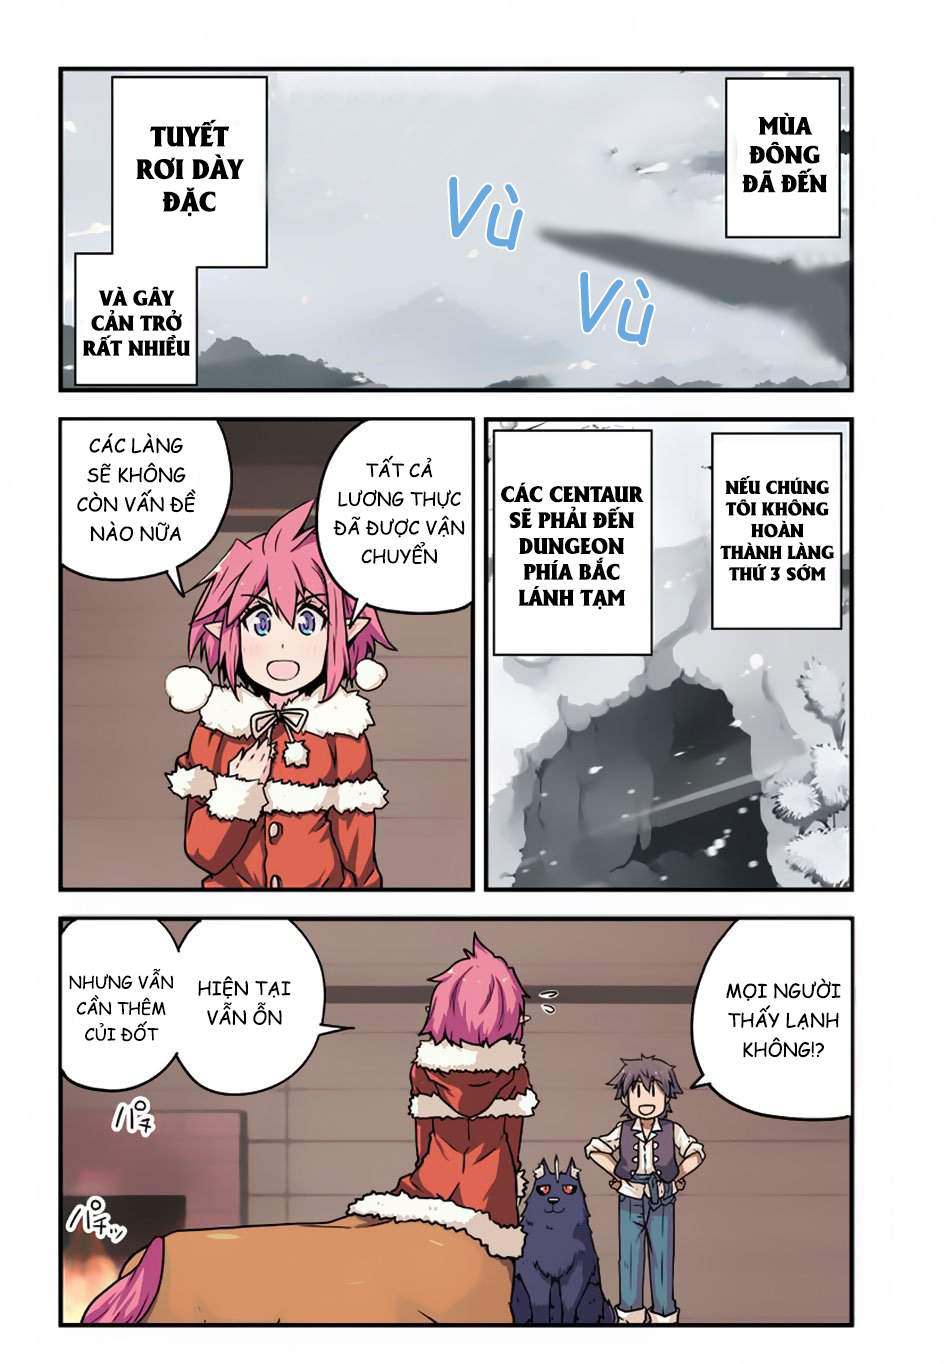 MÙA
ĐÔNG
ĐÃ ĐẾN
TUYẾT
RƠI DÀY
ĐẶC
VÀ GÂY
CẢN TRỞ
RẤT NHIỀU
Vù
Vù
NẾU CHÚNG
TÔI KHÔNG
HOÀN
THÀNH LÀNG
THỨ 3 SỚM
CÁC CENTAUR
SẼ PHẢI ĐẾN
DUNGEON
PHÍA BẮC
LÁNH TẠM
TẤT CẢ
LƯƠNG THỰC
ĐÃ ĐƯỢC VẬN
CHUYỂN
CÁC LÀNG
SẼ KHÔNG
CÒN VẤN ĐỀ
NÀO NỮA
MỌI NGƯỜI
THẤY LẠNH
KHÔNG!?
HIỆN TẠI
VẪN ỔN
NHƯNG VẪN
CẦN THÊM
CỦI ĐỐT
パチ
パチッ